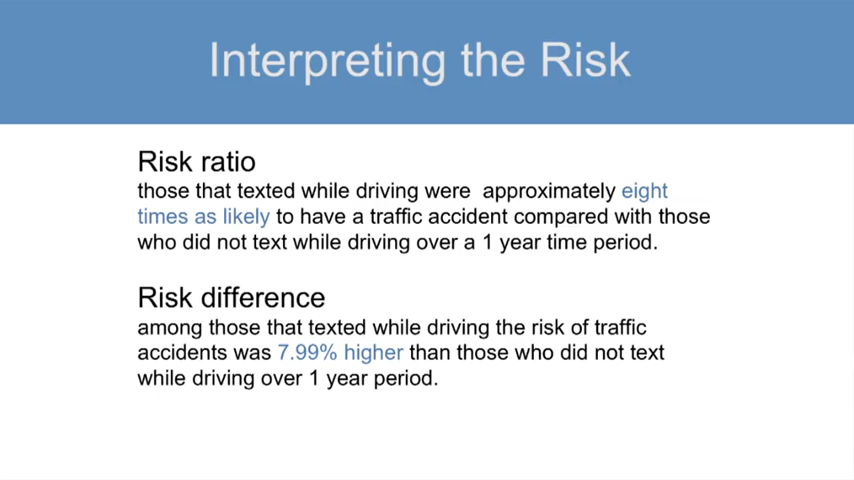 Interpreting the Risk
Risk ratio
those that texted while driving were approximately eight
times as likely to have a traffic accident compared with those
who did not text while driving over a 1 year time period.
Risk difference
among those that texted while driving the risk of traffic
accidents was 7.99% higher than those who did not text
while driving over 1 year period.